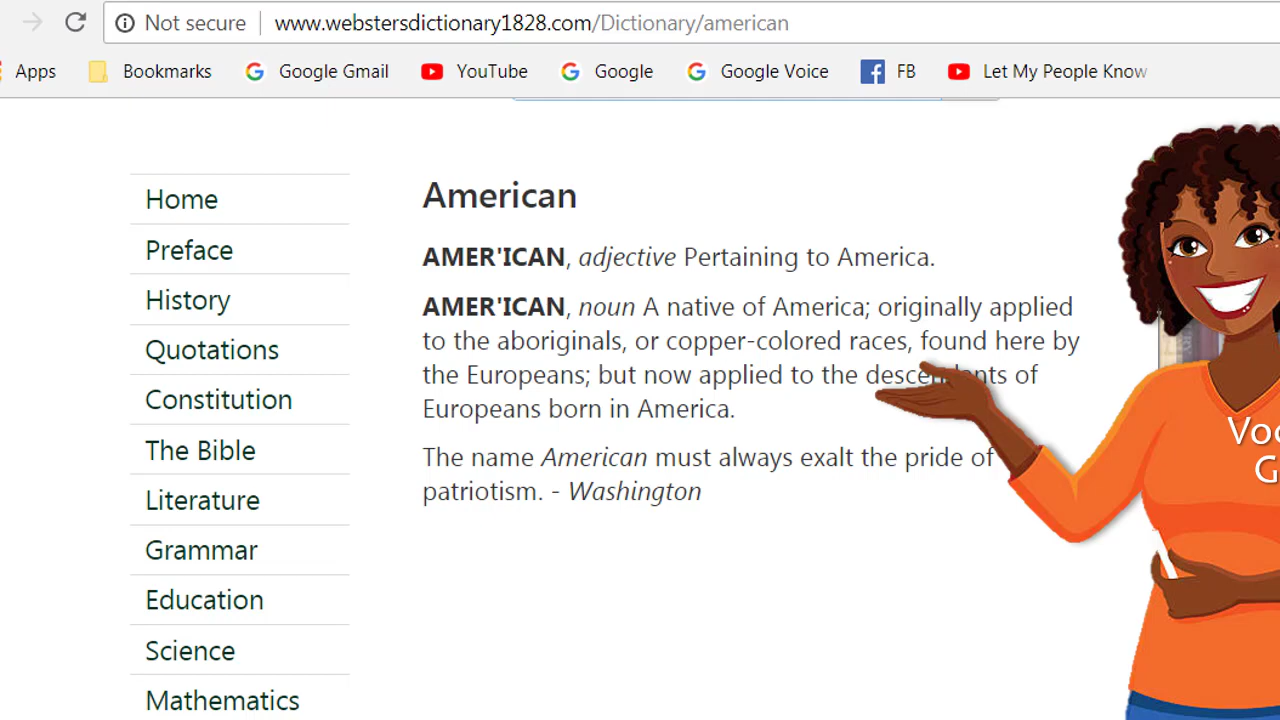 Not secure www.webstersdictionary1828.com/Dictionary/american
Apps Bookmarks Google Gmail YouTube Google Google Voice FB Let My People Know
Home
Preface
History
Quotations
Constitution
The Bible
Literature
Grammar
Education
Science
Mathematics
American
AMER'ICAN, adjective Pertaining to America.
AMER'ICAN, noun A native of America; originally applied
to the aboriginals, or copper-colored races, found here by
the Europeans; but now applied to the descendants of
Europeans born in America.
The name American must always exalt the pride of
patriotism. - Washington